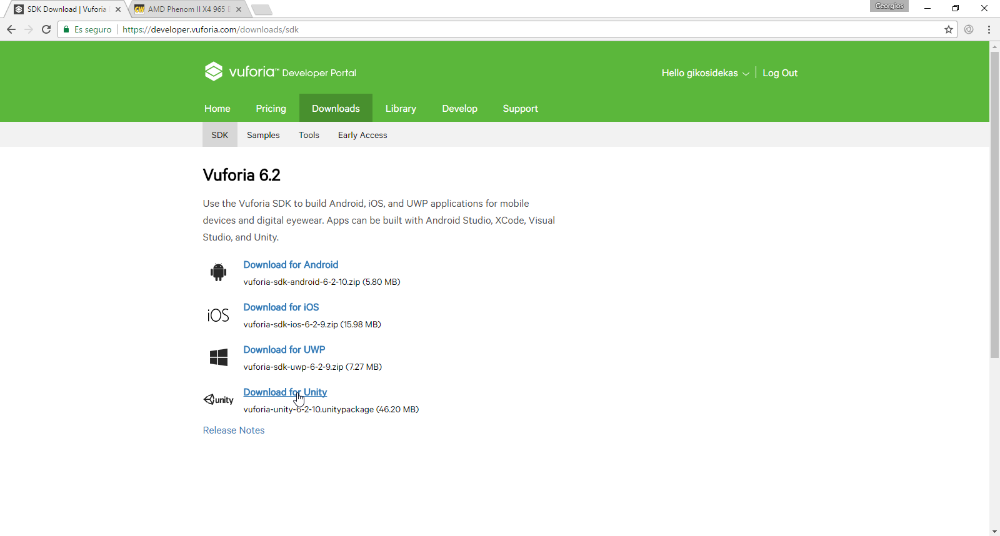 SDK Download | Vuforia
AMD Phenom II X4 965
Georgios
Es seguro
https://developer.vuforia.com/downloads/sdk
vuforia™ Developer Portal
Hello gikosidekas
Log Out
Home Pricing Downloads Library Develop Support
SDK Samples Tools Early Access
Vuforia 6.2
Use the Vuforia SDK to build Android, iOS, and UWP applications for mobile
devices and digital eyewear. Apps can be built with Android Studio, XCode, Visual
Studio, and Unity.
Download for Android
vuforia-sdk-android-6-2-10.zip (5.80 MB)
iOS
Download for iOS
vuforia-sdk-ios-6-2-9.zip (15.98 MB)
Download for UWP
vuforia-sdk-uwp-6-2-9.zip (7.27 MB)
unity
Download for Unity
vuforia-unity-6-2-10.unitypackage (46.20 MB)
Release Notes